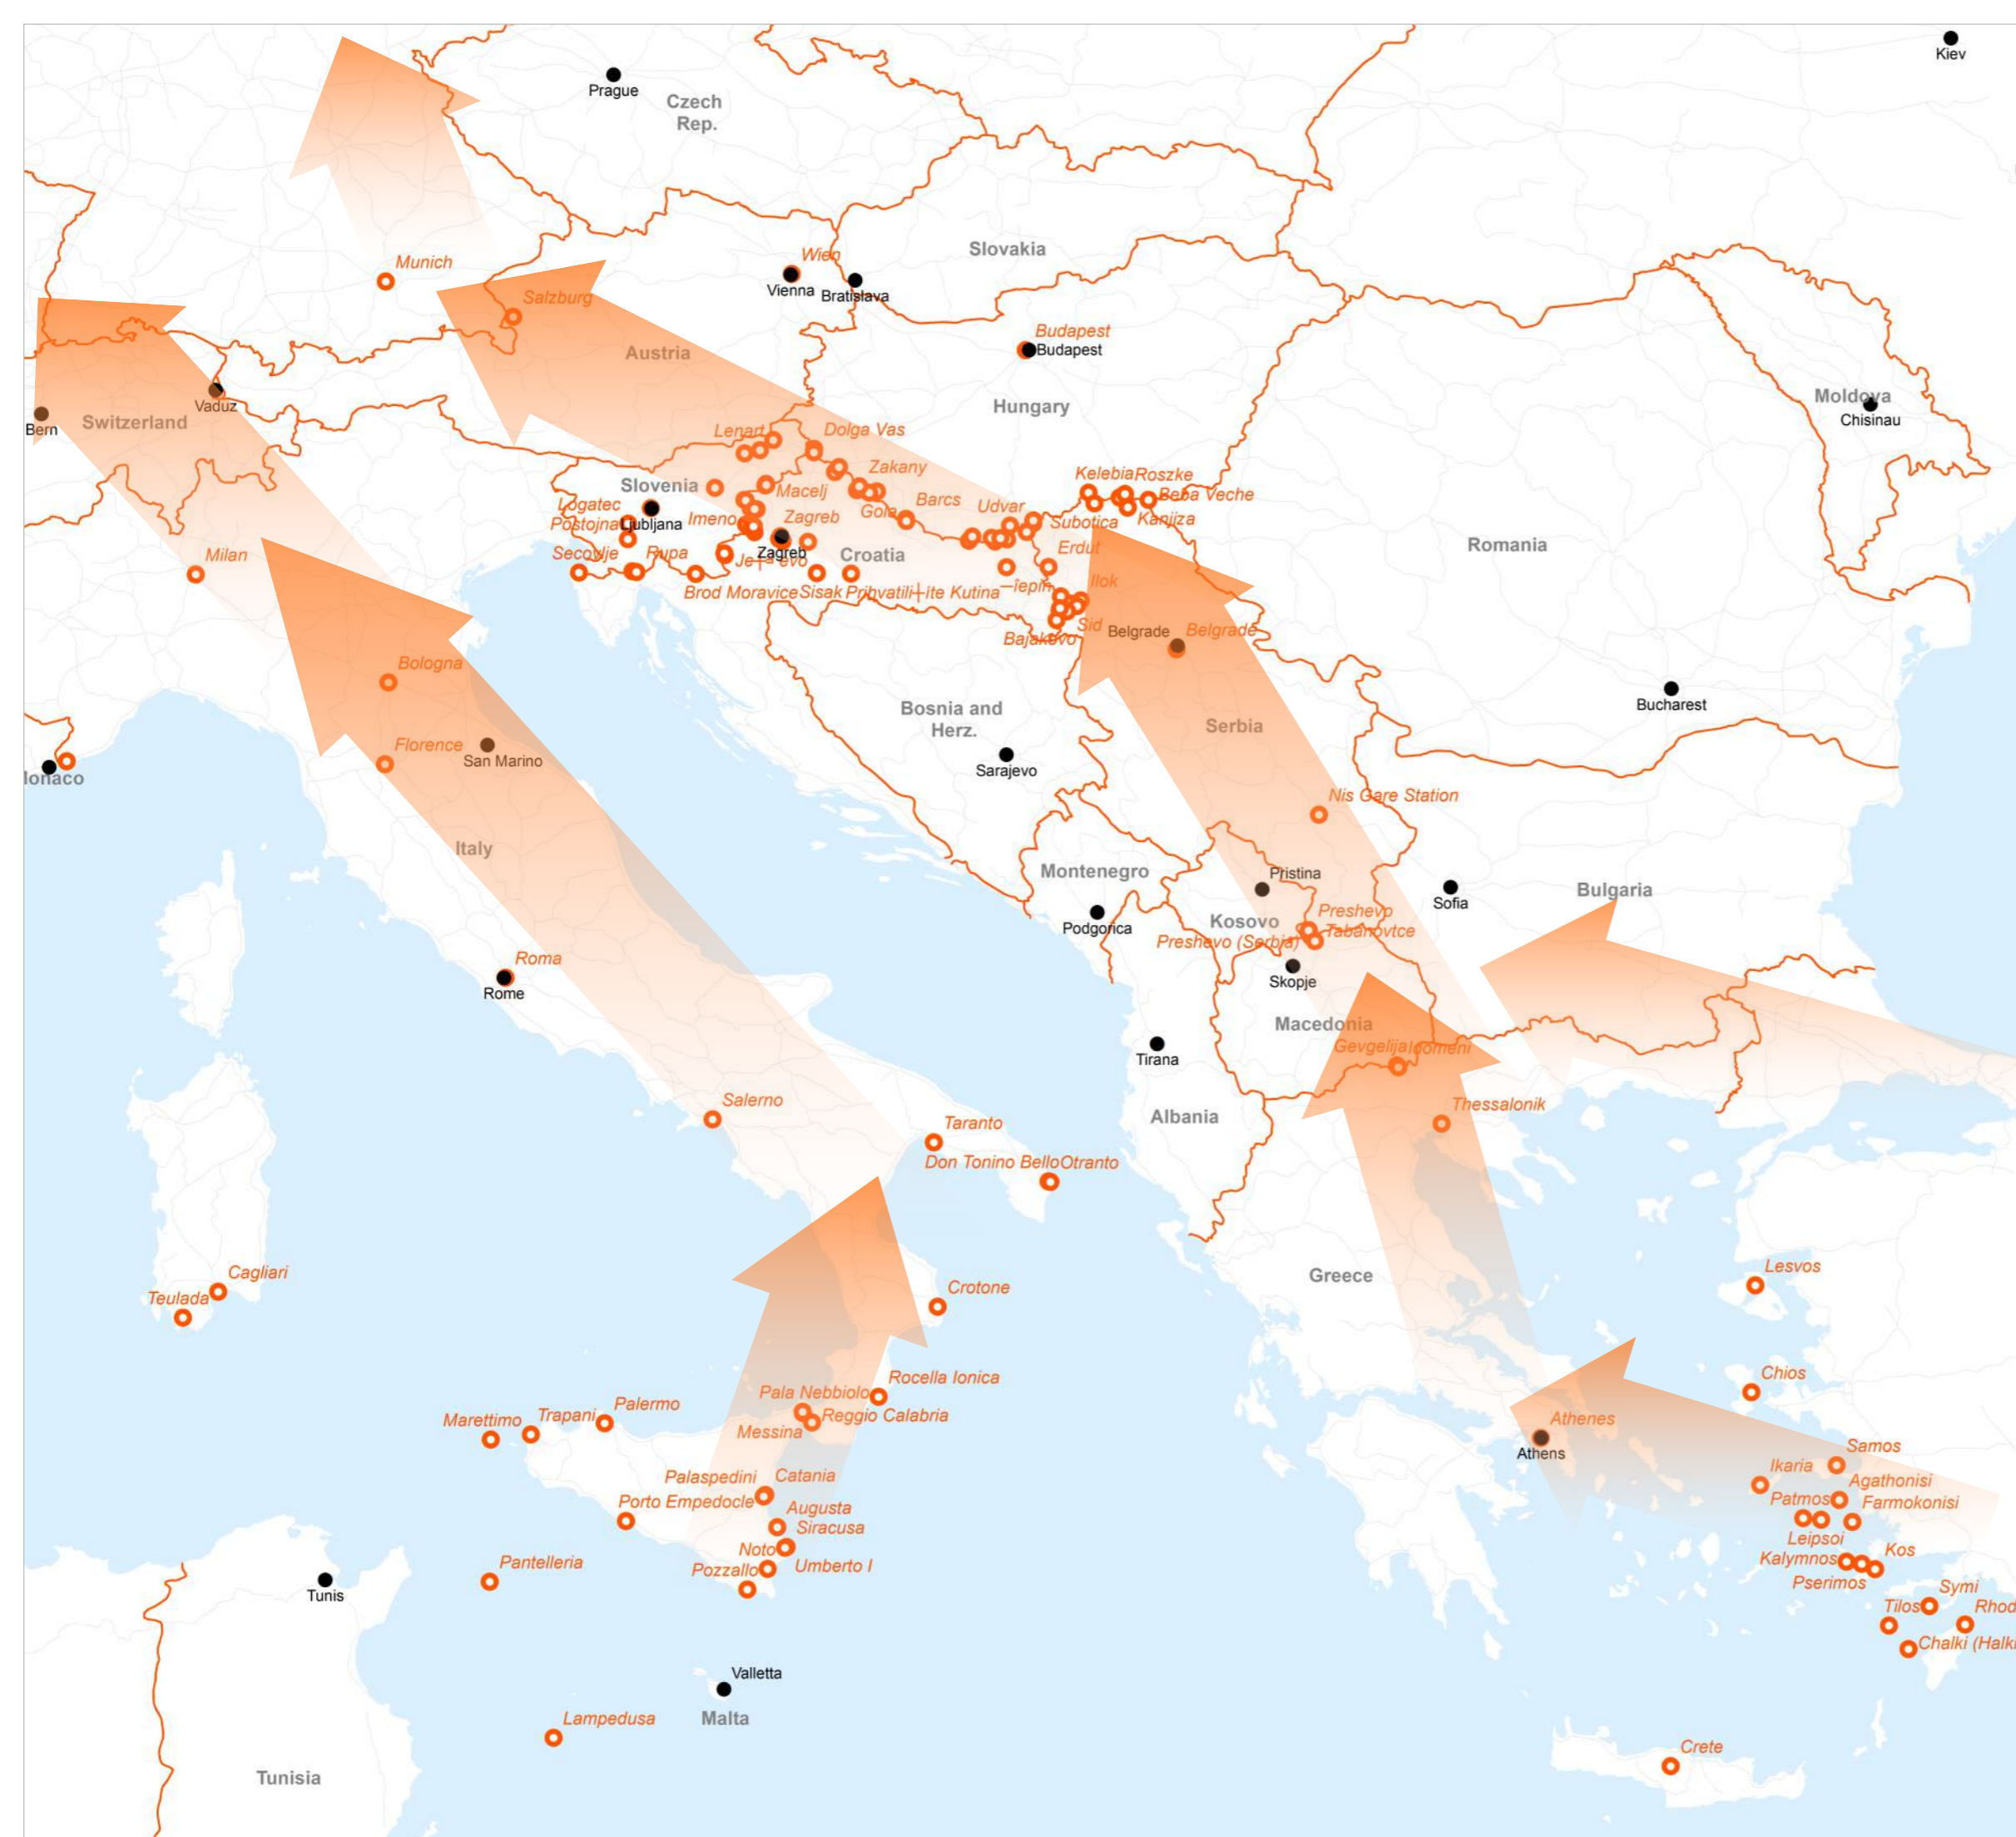 Kiev
Prague
Czech
Rep.
Slovakia
Wien
Vienna
Bratislava
Munich
Salzburg
Budapest
Budapest
Austria
Hungary
Moldova
Chisinau
Vaduz
Switzerland
Bern
Lenart
Dolga Vas
Zakany
Kelebia
Roszke
Beba Veche
Slovenia
Macelj
Barcs
Udvar
Logatec
Gola
Postojna
Ljubljana
Imeno
Zagreb
Subotica
Kanjiza
Romania
Milan
Secovlje
Rupa
Zagreb
Croatia
Erdut
Brod Moravice
Sisak
Prihvatili┼ite Kutina
Ilok
Sid
Bajakovo
Belgrade
Belgrade
Bologna
Bosnia and
Herz.
Bucharest
Serbia
Florence
San Marino
Sarajevo
lonaco
Nis Gare Station
Italy
Montenegro
Pristina
Sofia
Bulgaria
Podgorica
Kosovo
Preshevo
Tabanovtce
Preshevo (Serbia)
Roma
Rome
Skopje
Macedonia
Gevgelija
Idomeni
Tirana
Salerno
Thessalonik
Albania
Taranto
Don Tonino Bello
Otranto
Cagliari
Teulada
Crotone
Greece
Lesvos
Rocella Ionica
Chios
Pala Nebbiolo
Marettimo
Trapani
Palermo
Reggio Calabria
Messina
Athenes
Athens
Samos
Ikaria
Agathonisi
Palaspedini
Catania
Patmos
Farmokonisi
Porto Empedocle
Augusta
Siracusa
Leipsoi
Noto
Kos
Pantelleria
Pozzallo
Umberto I
Kalymnos
Pserimos
Symi
Tunis
Tilos
Rhod
Chalki (Halki
Valletta
Malta
Lampedusa
Crete
Tunisia